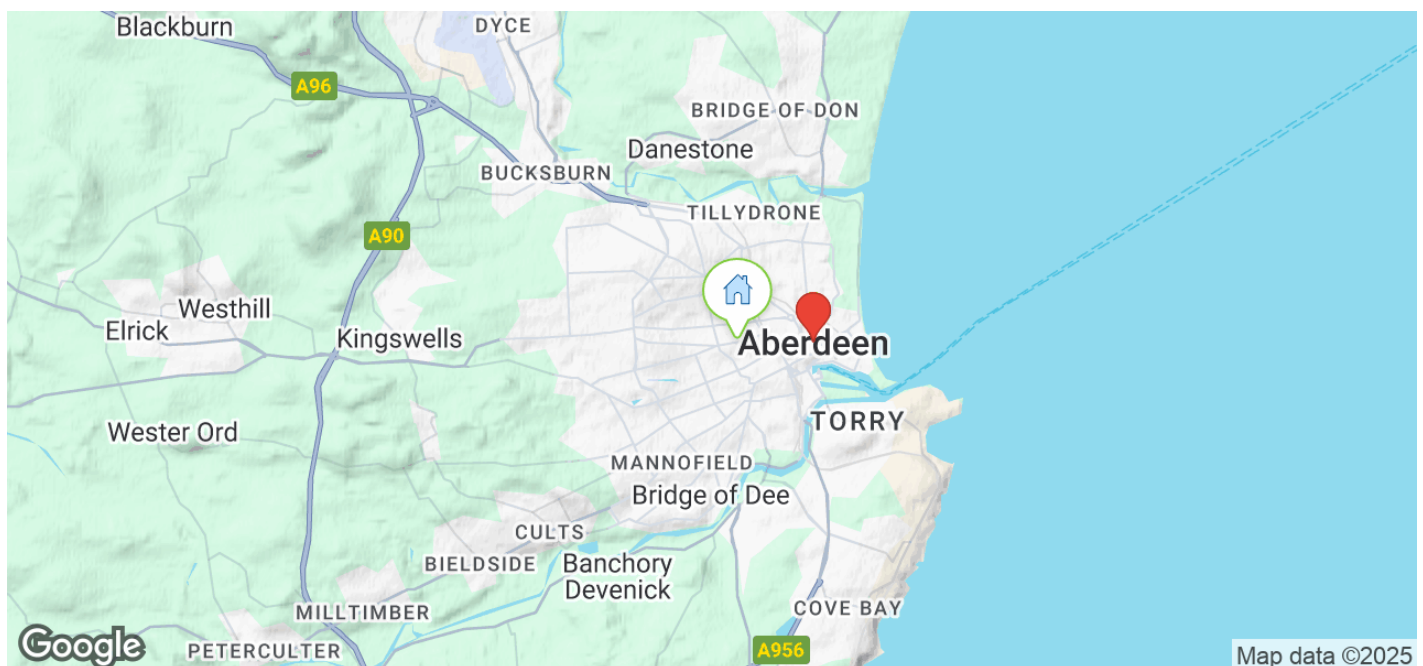 Blackburn
DYCE
A96
BRIDGE OF DON
Danestone
BUCKSBURN
TILLYDRONE
A90
Westhill
Elrick
Kingswells
Aberdeen
TORRY
Wester Ord
MANNOFIELD
Bridge of Dee
CULTS
BIELDSIDE
Banchory
Devenick
MILLTIMBER
COVE BAY
PETERCULTER
A956
Google
Map data ©2025